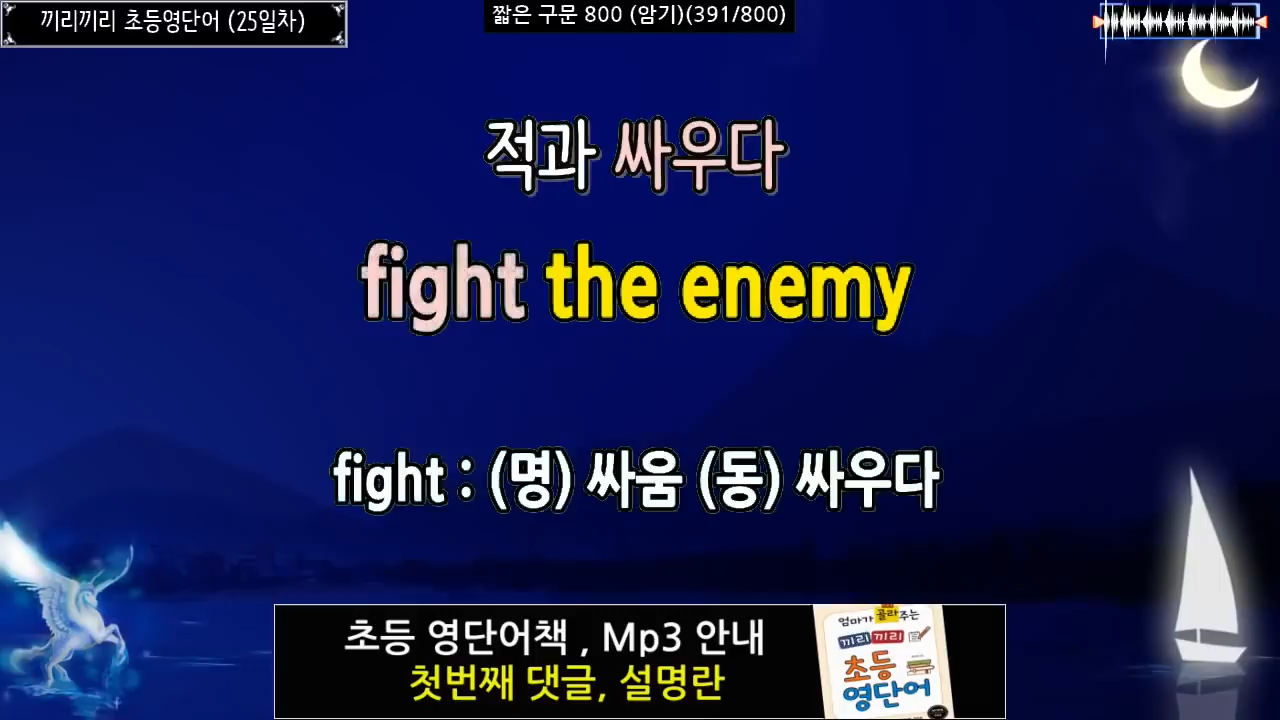 끼리끼리 초등영단어 (25일차)
짧은 구문 800 (암기)(391/800)
적과 싸우다
fight the enemy
fight : (명) 싸움 (동) 싸우다
초등 영단어책 , Mp3 안내
첫번째 댓글, 설명란
엄마가 골라주는
끼리끼리
초등
영단어